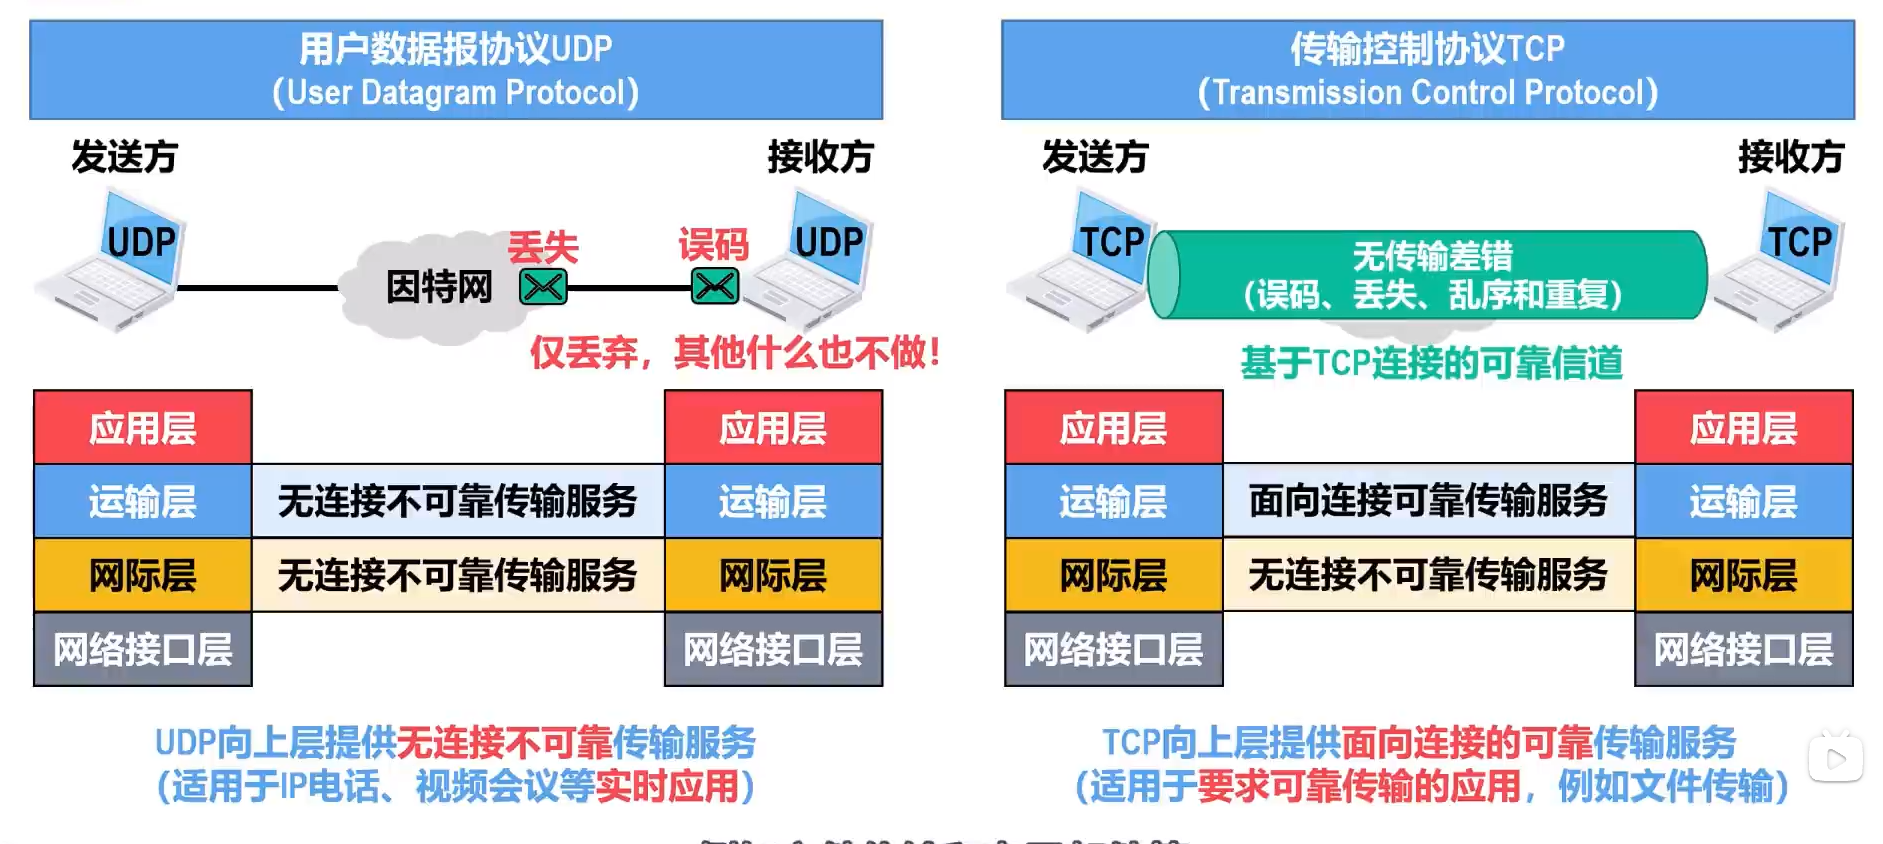 用户数据报协议UDP
（User Datagram Protocol）
发送方
接收方
UDP
因特网
丢失
误码
UDP
仅丢弃，其他什么也不做！
应用层
应用层
运输层
无连接不可靠传输服务
运输层
网际层
无连接不可靠传输服务
网际层
网络接口层
网络接口层
UDP向上层提供无连接不可靠传输服务
（适用于IP电话、视频会议等实时应用）
传输控制协议TCP
（Transmission Control Protocol）
发送方
接收方
TCP
无传输差错
（误码、丢失、乱序和重复）
TCP
基于TCP连接的可靠信道
应用层
应用层
运输层
面向连接可靠传输服务
运输层
网际层
无连接不可靠传输服务
网际层
网络接口层
网络接口层
TCP向上层提供面向连接的可靠传输服务
（适用于要求可靠传输的应用，例如文件传输）